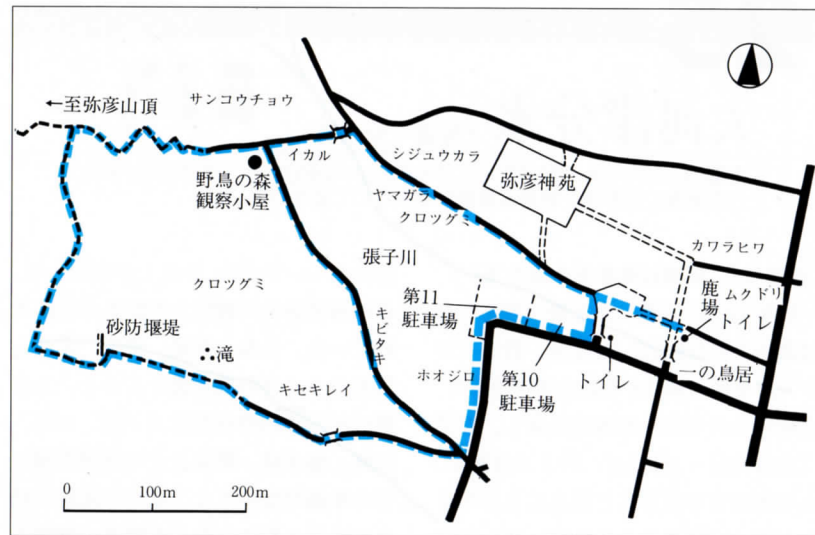 ←至弥彦山頂
サンコウチョウ
イカル
シジュウカラ
弥彦神苑
野鳥の森
観察小屋
ヤマガラ
クロツグミ
カワラヒワ
張子川
鹿場
ムクドリ
トイレ
クロツグミ
第11
駐車場
キビタキ
砂防堰堤
滝
ホオジロ
第10
駐車場
トイレ
一の鳥居
キセキレイ
0 100m 200m